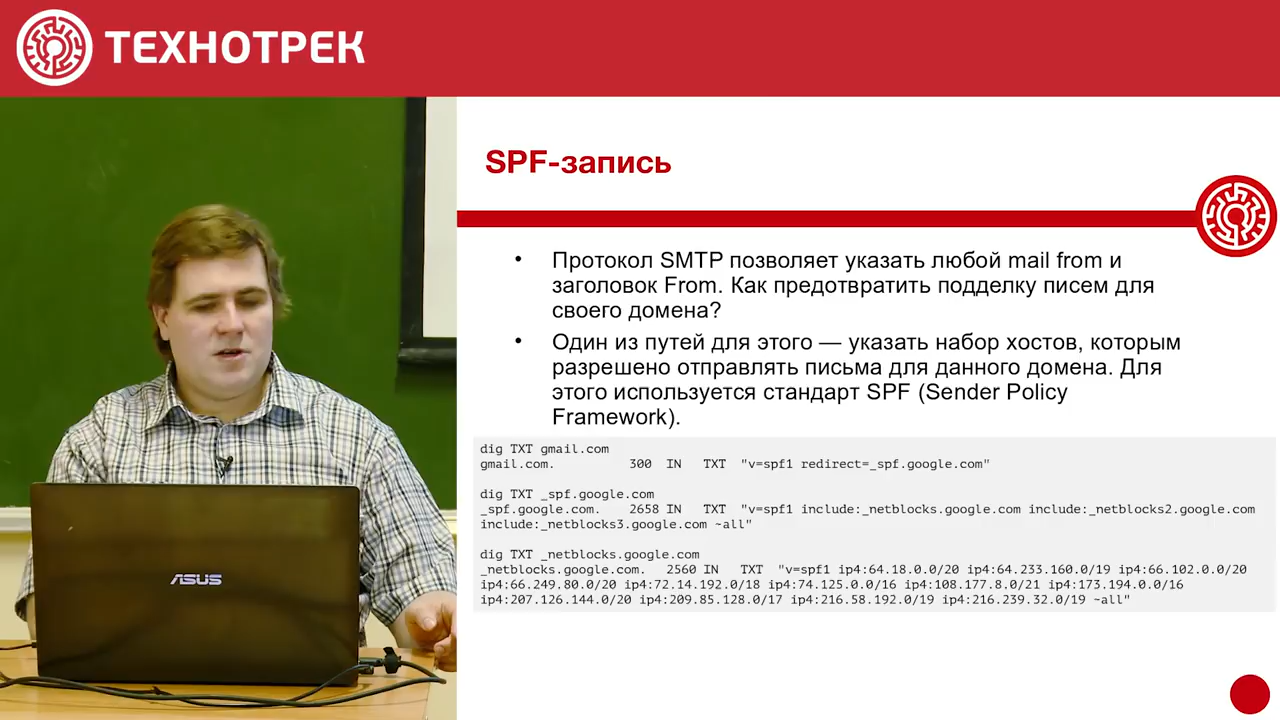 ТЕХНОТРЕК
SPF-запись
• Протокол SMTP позволяет указать любой mail from и
заголовок From. Как предотвратить подделку писем для
своего домена?
• Один из путей для этого — указать набор хостов, которым
разрешено отправлять письма для данного домена. Для
этого используется стандарт SPF (Sender Policy
Framework).
dig TXT gmail.com
gmail.com. 300 IN TXT "v=spf1 redirect=_spf.google.com"
dig TXT _spf.google.com
_spf.google.com. 2658 IN TXT "v=spf1 include:_netblocks.google.com include:_netblocks2.google.com
include:_netblocks3.google.com ~all"
dig TXT _netblocks.google.com
_netblocks.google.com. 2560 IN TXT "v=spf1 ip4:64.18.0.0/20 ip4:64.233.160.0/19 ip4:66.102.0.0/20
ip4:66.249.80.0/20 ip4:72.14.192.0/18 ip4:74.125.0.0/16 ip4:108.177.8.0/21 ip4:173.194.0.0/16
ip4:207.126.144.0/20 ip4:209.85.128.0/17 ip4:216.58.192.0/19 ip4:216.239.32.0/19 ~all"
ASUS